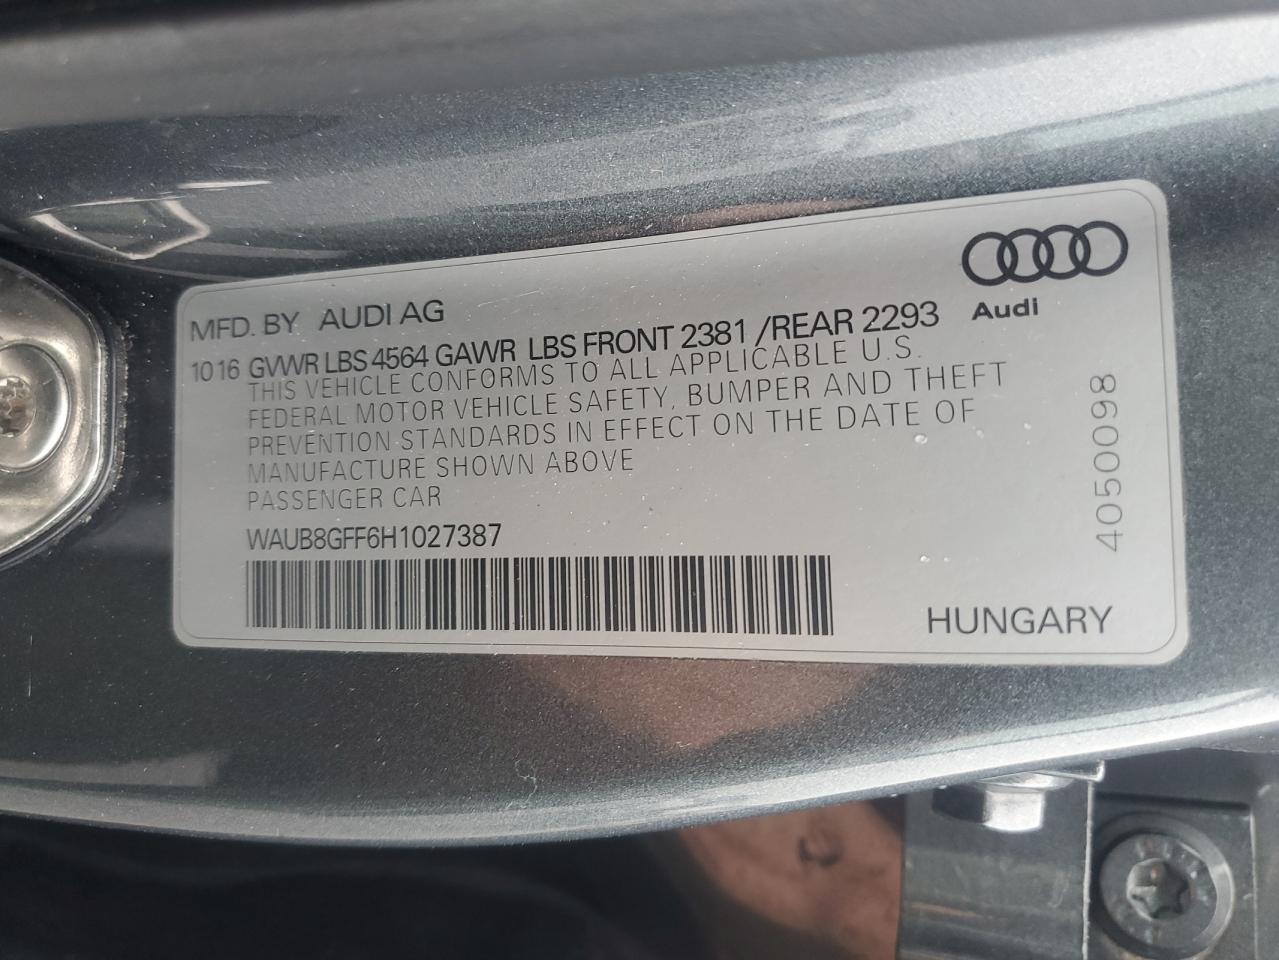 MFD. BY AUDI AG
Audi
10 16 GVWR LBS 4564 GAWR LBS FRONT 2381 /REAR 2293
THIS VEHICLE CONFORMS TO ALL APPLICABLE U.S.
FEDERAL MOTOR VEHICLE SAFETY, BUMPER AND THEFT
PREVENTION STANDARDS IN EFFECT ON THE DATE OF
MANUFACTURE SHOWN ABOVE
PASSENGER CAR
WAUB8GFF6H1027387
4050098
HUNGARY